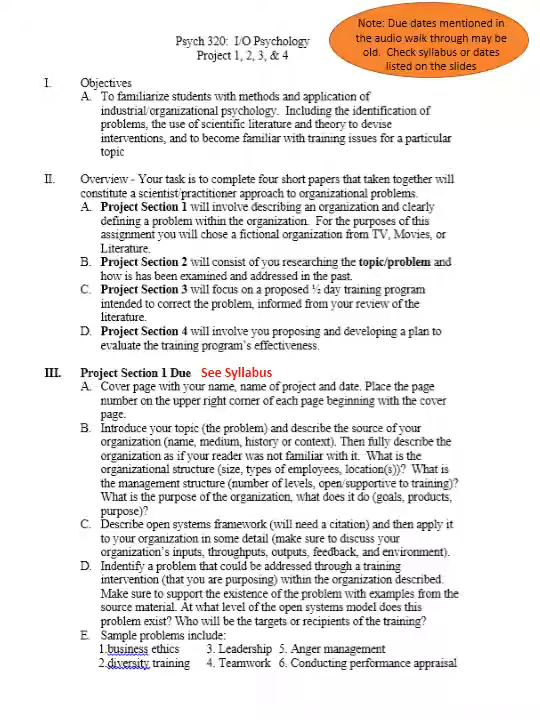 Note: Due dates mentioned in
the audio walk through may be
old. Check syllabus or dates
listed on the slides
Psych 320: I/O Psychology
Project 1, 2, 3, & 4
I. Objectives
A. To familiarize students with methods and application of
industrial/organizational psychology. Including the identification of
problems, the use of scientific literature and theory to devise
interventions, and to become familiar with training issues for a particular
topic
II. Overview - Your task is to complete four short papers that taken together will
constitute a scientist/practitioner approach to organizational problems.
A. Project Section 1 will involve describing an organization and clearly
defining a problem within the organization. For the purposes of this
assignment you will chose a fictional organization from TV, Movies, or
Literature.
B. Project Section 2 will consist of you researching the topic/problem and
how is has been examined and addressed in the past.
C. Project Section 3 will focus on a proposed ½ day training program
intended to correct the problem, informed from your review of the
literature.
D. Project Section 4 will involve you proposing and developing a plan to
evaluate the training program's effectiveness.
III. Project Section 1 Due See Syllabus
A. Cover page with your name, name of project and date. Place the page
number on the upper right corner of each page beginning with the cover
page.
B. Introduce your topic (the problem) and describe the source of your
organization (name, medium, history or context). Then fully describe the
organization as if your reader was not familiar with it. What is the
organizational structure (size, types of employees, location(s))? What is
the management structure (number of levels, open/supportive to training)?
What is the purpose of the organization, what does it do (goals, products,
purpose)?
C. Describe open systems framework (will need a citation) and then apply it
to your organization in some detail (make sure to discuss your
organization's inputs, throughputs, outputs, feedback, and environment).
D. Indentify a problem that could be addressed through a training
intervention (that you are purposing) within the organization described.
Make sure to support the existence of the problem with examples from the
source material. At what level of the open systems model does this
problem exist? Who will be the targets or recipients of the training?
E. Sample problems include:
1.business ethics 3. Leadership 5. Anger management
2.diversity training 4. Teamwork 6. Conducting performance appraisal